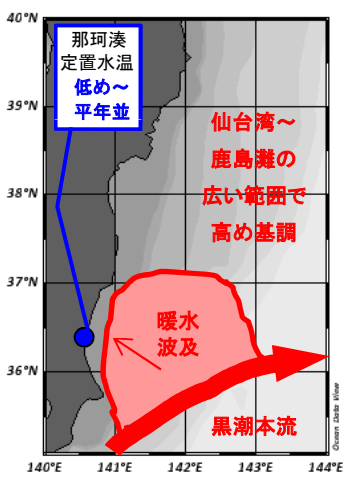 40°N
那珂湊
定置水温
低め～
平年並
39°N
仙台湾～
鹿島灘の
広い範囲で
高め基調
38°N
37°N
暖水
波及
36°N
黒潮本流
Ocean Data View
140°E
141°E
142°E
143°E
144°E